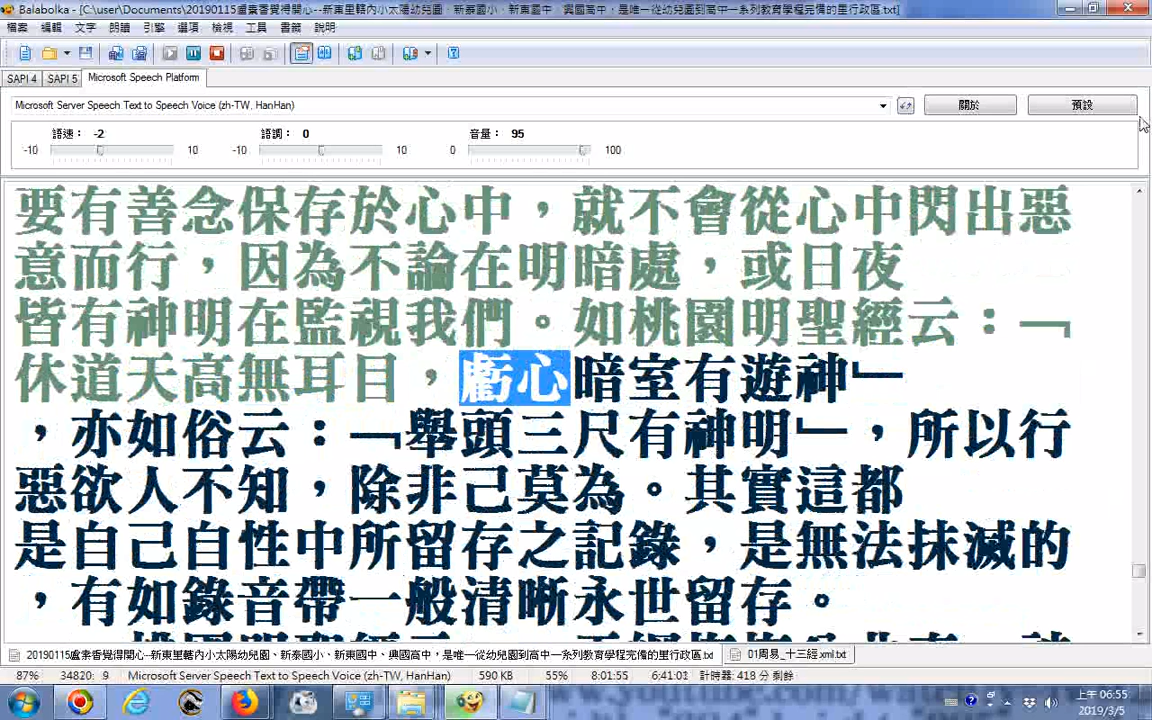 Balabolka - [C:\user\Documents\20190115盧素香覺得開心--新東里轄內小太陽幼兒園、新泰國小、新東國中、興國高中，是唯一從幼兒園到高中一系列教育學程完備的里行政區.txt]
檔案 編輯 文字 朗讀 引擎 選項 檢視 工具 書籤 說明
SAPI 4 SAPI 5 Microsoft Speech Platform
Microsoft Server Speech Text to Speech Voice (zh-TW, HanHan) 關於 預設
語速： -2 語調： 0 音量： 95
-10 10 -10 10 0 100
要有善念保存於心中，就不會從心中閃出惡
意而行，因為不論在明暗處，或日夜
皆有神明在監視我們。如桃園明聖經云：﹁
休道天高無耳目，虧心暗室有遊神﹂
，亦如俗云：﹁舉頭三尺有神明﹂，所以行
惡欲人不知，除非己莫為。其實這都
是自己自性中所留存之記錄，是無法抹滅的
，有如錄音帶一般清晰永世留存。
20190115盧素香覺得開心--新東里轄內小太陽幼兒園、新泰國小、新東國中、興國高中，是唯一從幼兒園到高中一系列教育學程完備的里行政區.txt 01周易_十三經.xml.txt
87% 34820: 9 Microsoft Server Speech Text to Speech Voice (zh-TW, HanHan) 590 KB 55% 8:01:55 6:41:03 計時器: 418 分 剩餘
上午 06:55
2019/3/5